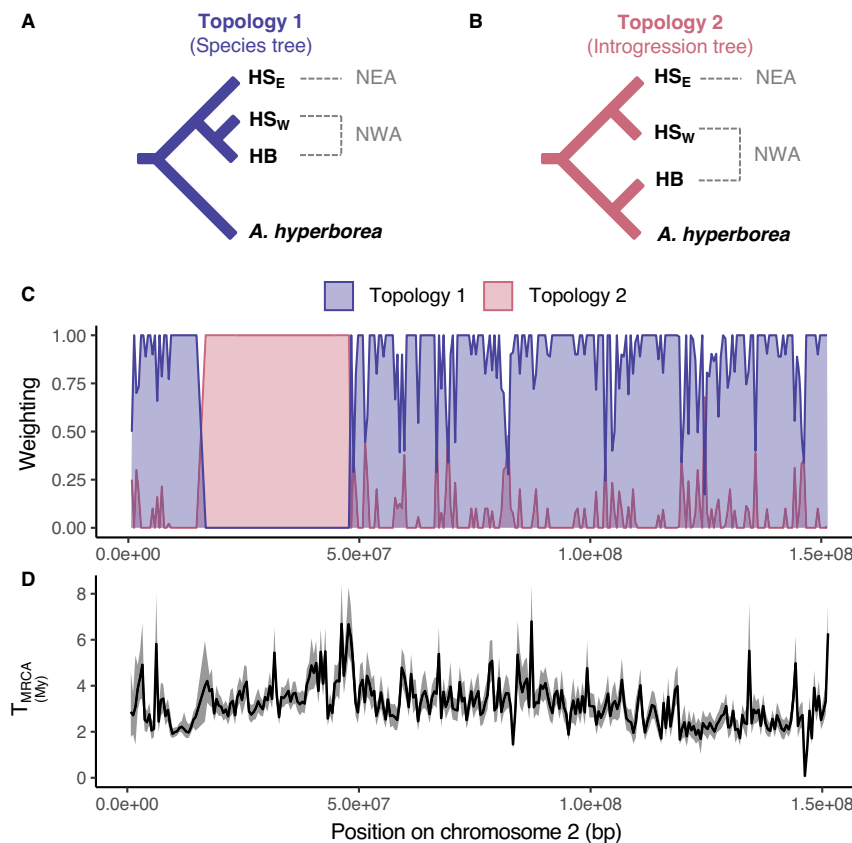 A
Topology 1
(Species tree)
HSE
NEA
HSW
NWA
HB
A. hyperborea
B
Topology 2
(Introgression tree)
HSE
NEA
HSW
NWA
HB
A. hyperborea
C
Topology 1
Topology 2
Weighting
1.00
0.75
0.50
0.25
0.00
0.0e+00
5.0e+07
1.0e+08
1.5e+08
D
TMRCA
(My)
8
6
4
2
0
0.0e+00
5.0e+07
1.0e+08
1.5e+08
Position on chromosome 2 (bp)